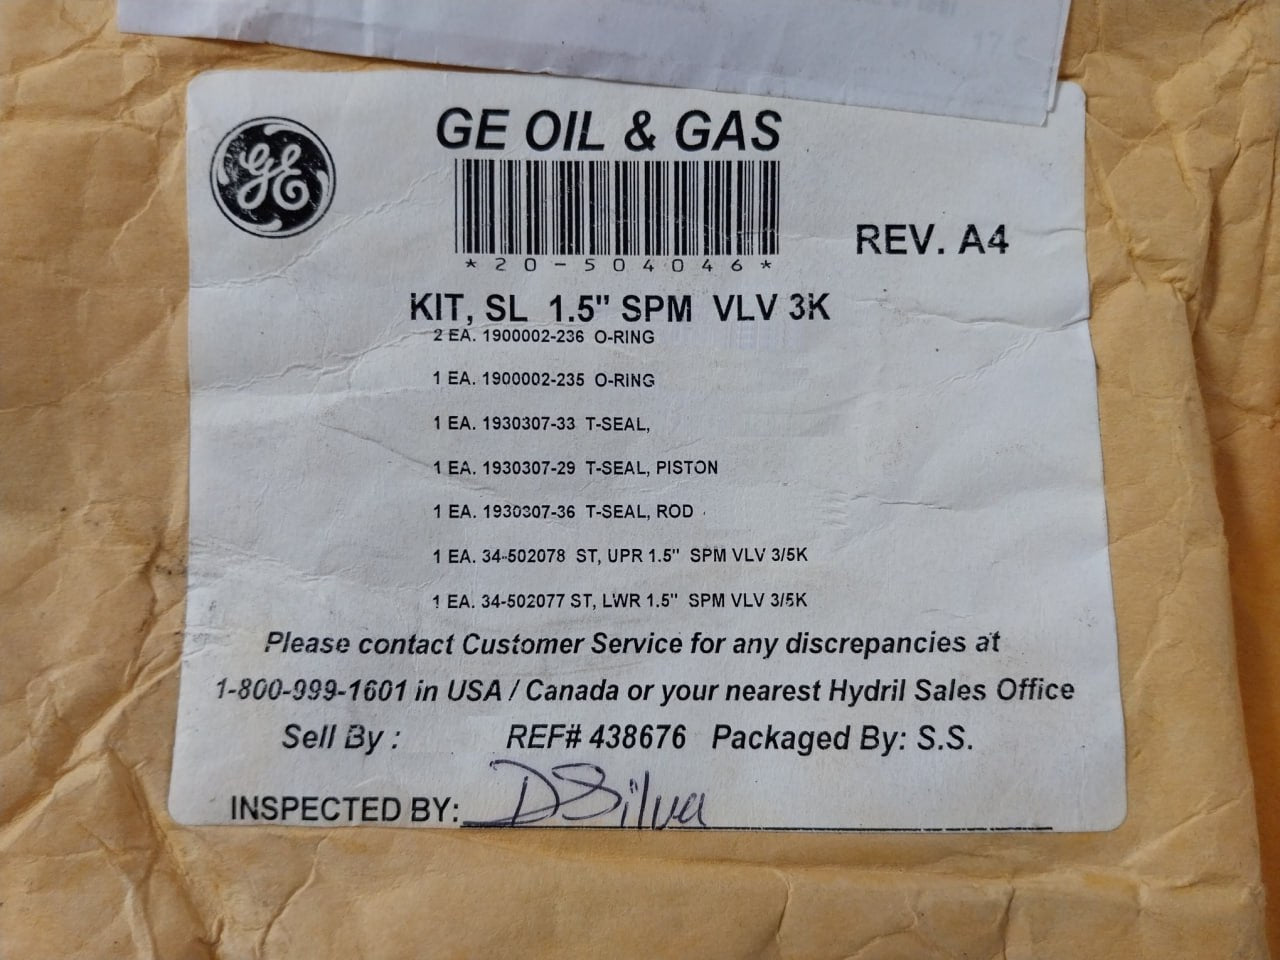 GE
GE OIL & GAS
*20-504046*
REV. A4
KIT, SL 1.5" SPM VLV 3K
2 EA. 1900002-236 O-RING
1 EA. 1900002-235 O-RING
1 EA. 1930307-33 T-SEAL,
1 EA. 1930307-29 T-SEAL, PISTON
1 EA. 1930307-36 T-SEAL, ROD
1 EA. 34-502078 ST, UPR 1.5" SPM VLV 3/5K
1 EA. 34-502077 ST, LWR 1.5" SPM VLV 3/5K
Please contact Customer Service for any discrepancies at
1-800-999-1601 in USA / Canada or your nearest Hydril Sales Office
Sell By : REF# 438676 Packaged By: S.S.
INSPECTED BY: DSilva